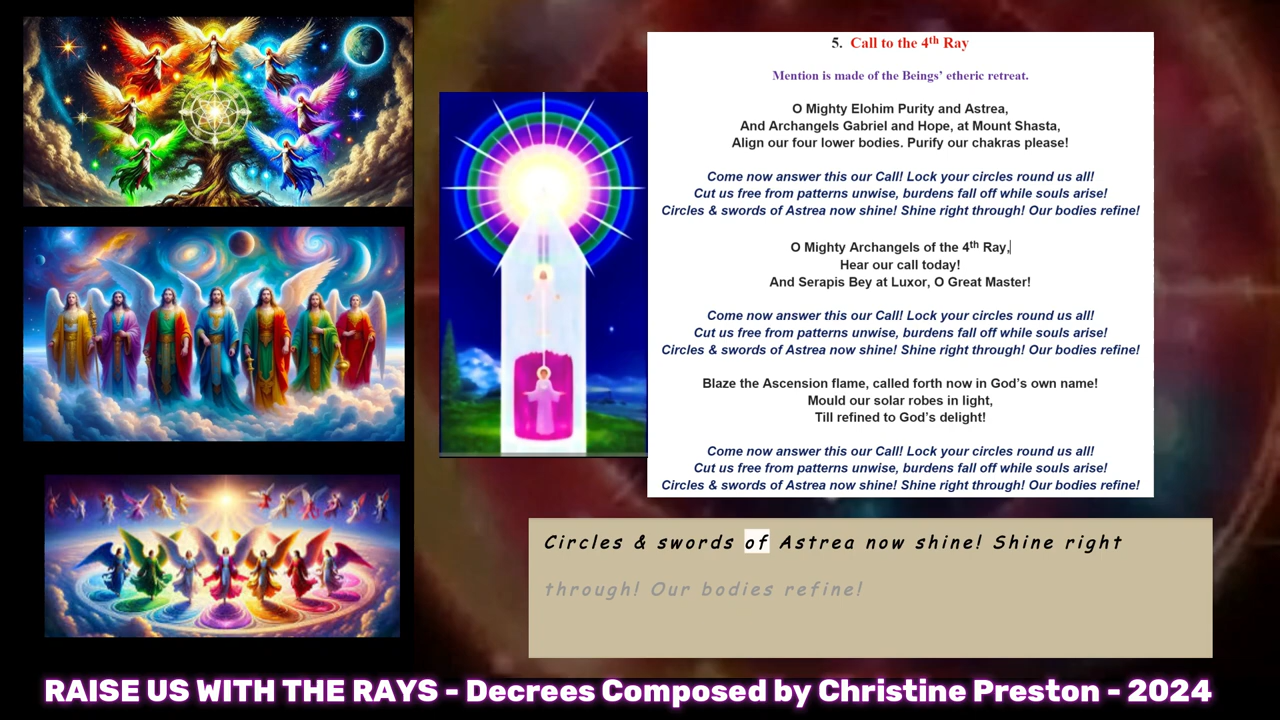 5. Call to the 4th Ray
Mention is made of the Beings' etheric retreat.
O Mighty Elohim Purity and Astrea,
And Archangels Gabriel and Hope, at Mount Shasta,
Align our four lower bodies. Purify our chakras please!
Come now answer this our Call! Lock your circles round us all!
Cut us free from patterns unwise, burdens fall off while souls arise!
Circles & swords of Astrea now shine! Shine right through! Our bodies refine!
O Mighty Archangels of the 4th Ray,
Hear our call today!
And Serapis Bey at Luxor, O Great Master!
Come now answer this our Call! Lock your circles round us all!
Cut us free from patterns unwise, burdens fall off while souls arise!
Circles & swords of Astrea now shine! Shine right through! Our bodies refine!
Blaze the Ascension flame, called forth now in God's own name!
Mould our solar robes in light,
Till refined to God's delight!
Come now answer this our Call! Lock your circles round us all!
Cut us free from patterns unwise, burdens fall off while souls arise!
Circles & swords of Astrea now shine! Shine right through! Our bodies refine!
Circles & swords of Astrea now shine! Shine right
through! Our bodies refine!
RAISE US WITH THE RAYS - Decrees Composed by Christine Preston - 2024